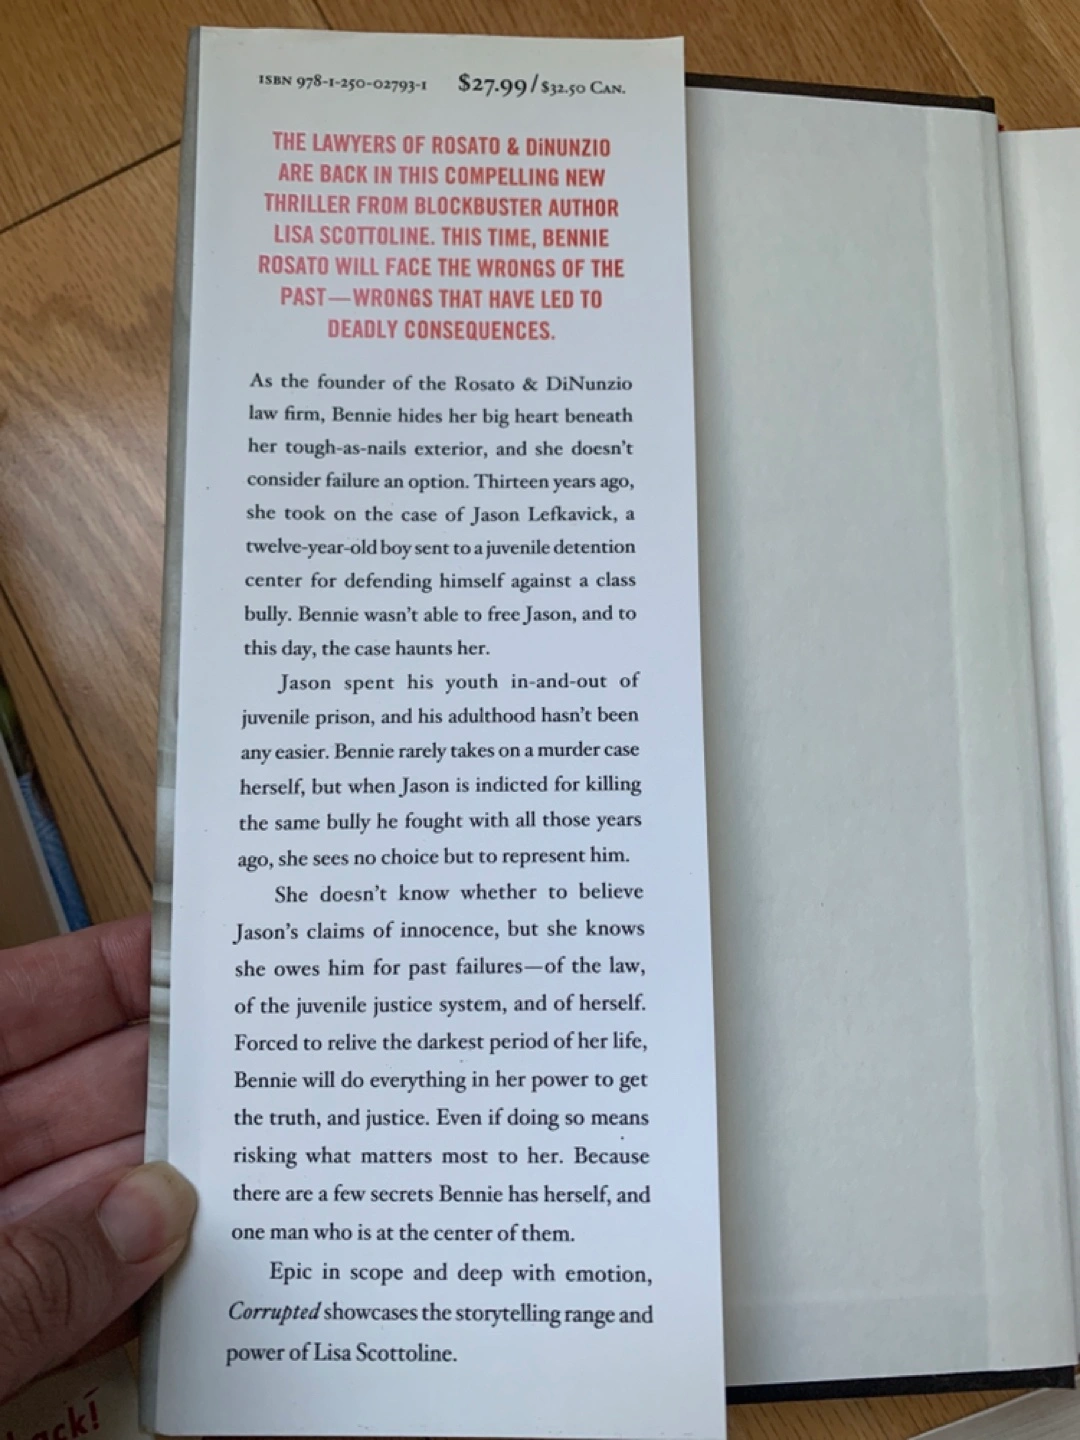 ISBN 978-1-250-02793-1 $27.99/$32.50 CAN.
THE LAWYERS OF ROSATO & DiNUNZIO
ARE BACK IN THIS COMPELLING NEW
THRILLER FROM BLOCKBUSTER AUTHOR
LISA SCOTTOLINE. THIS TIME, BENNIE
ROSATO WILL FACE THE WRONGS OF THE
PAST—WRONGS THAT HAVE LED TO
DEADLY CONSEQUENCES.
As the founder of the Rosato & DiNunzio
law firm, Bennie hides her big heart beneath
her tough-as-nails exterior, and she doesn't
consider failure an option. Thirteen years ago,
she took on the case of Jason Lefkavick, a
twelve-year-old boy sent to a juvenile detention
center for defending himself against a class
bully. Bennie wasn't able to free Jason, and to
this day, the case haunts her.
Jason spent his youth in-and-out of
juvenile prison, and his adulthood hasn't been
any easier. Bennie rarely takes on a murder case
herself, but when Jason is indicted for killing
the same bully he fought with all those years
ago, she sees no choice but to represent him.
She doesn't know whether to believe
Jason's claims of innocence, but she knows
she owes him for past failures—of the law,
of the juvenile justice system, and of herself.
Forced to relive the darkest period of her life,
Bennie will do everything in her power to get
the truth, and justice. Even if doing so means
risking what matters most to her. Because
there are a few secrets Bennie has herself, and
one man who is at the center of them.
Epic in scope and deep with emotion,
Corrupted showcases the storytelling range and
power of Lisa Scottoline.